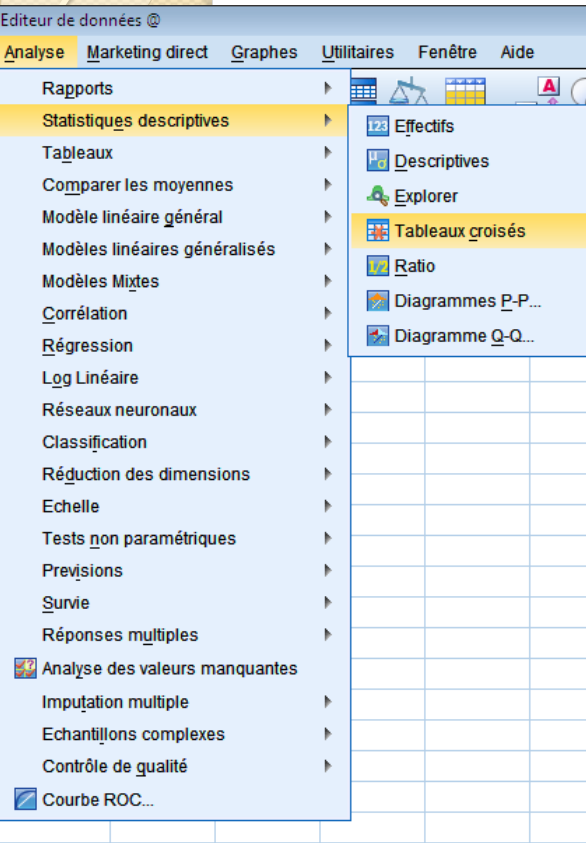 Editeur de données @
Analyse Marketing direct Graphes Utilitaires Fenêtre Aide
Rapports
Statistiques descriptives
Tableaux
Comparer les moyennes
Modèle linéaire général
Modèles linéaires généralisés
Modèles Mixtes
Corrélation
Régression
Log Linéaire
Réseaux neuronaux
Classification
Réduction des dimensions
Echelle
Tests non paramétriques
Prévisions
Survie
Réponses multiples
Analyse des valeurs manquantes
Imputation multiple
Echantillons complexes
Contrôle de qualité
Courbe ROC...
A
123 Effectifs
Descriptives
Explorer
Tableaux croisés
1/2 Ratio
Diagrammes P-P...
Diagramme Q-Q...